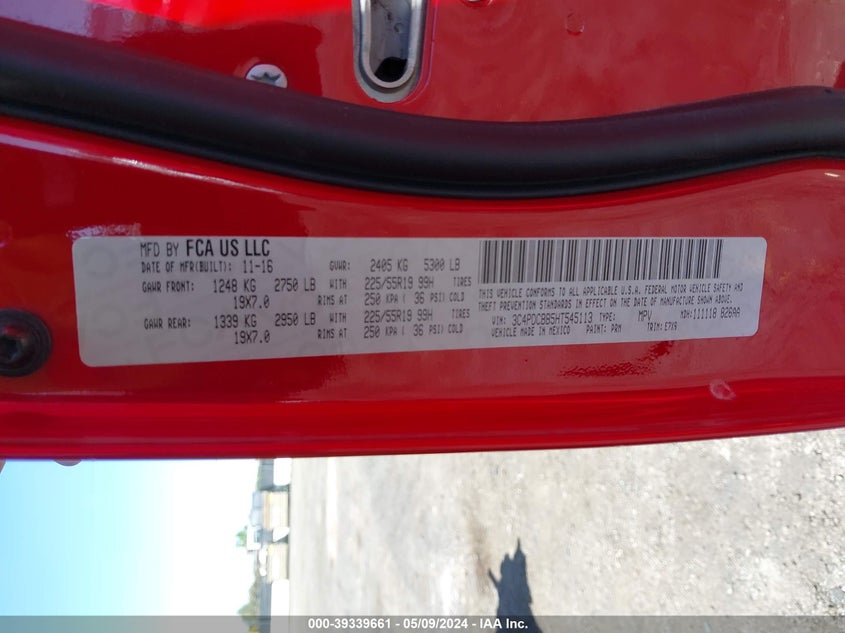 MFD BY FCA US LLC
DATE OF MFR(BUILT): 11-16 GVWR: 2405 KG 5300 LB
GAWR FRONT: 1248 KG 2750 LB WITH 225/55R19 99H TIRES
19X7.0 RIMS AT 250 KPA ( 36 PSI) COLD
GAWR REAR: 1339 KG 2950 LB WITH 225/55R19 99H TIRES
19X7.0 RIMS AT 250 KPA ( 36 PSI) COLD
THIS VEHICLE CONFORMS TO ALL APPLICABLE U.S.A. FEDERAL MOTOR VEHICLE SAFETY AND
THEFT PREVENTION STANDARDS IN EFFECT ON THE DATE OF MANUFACTURE SHOWN ABOVE.
VIN: 3C4PDCBB5HT545113 TYPE: MPV MDH: 111118 826AA
VEHICLE MADE IN MEXICO PAINT: PRM TRIM: E7X9
000-39339661 - 05/09/2024 - IAA Inc.